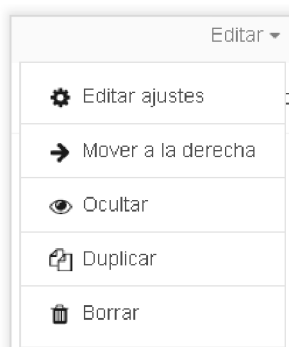 Editar
Editar ajustes
Mover a la derecha
Ocultar
Duplicar
Borrar